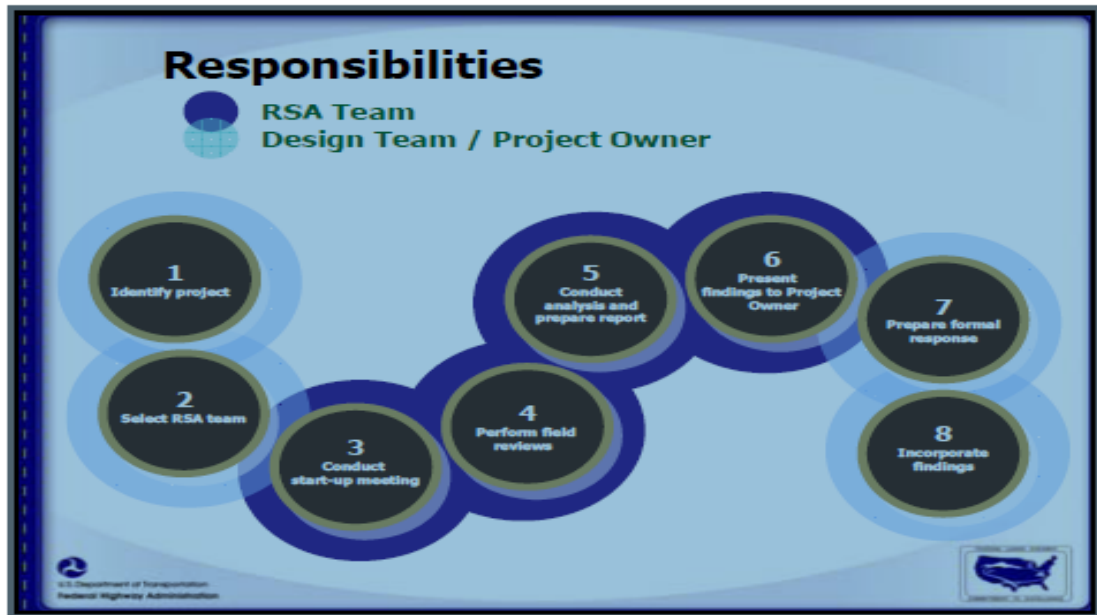 Responsibilities
RSA Team
Design Team / Project Owner
1
Identify project
2
Select RSA team
3
Conduct
start-up meeting
4
Perform field
reviews
5
Conduct
analysis and
prepare report
6
Present
findings to Project
Owner
7
Prepare formal
response
8
Incorporate
findings
U.S. Department of Transportation
Federal Highway Administration